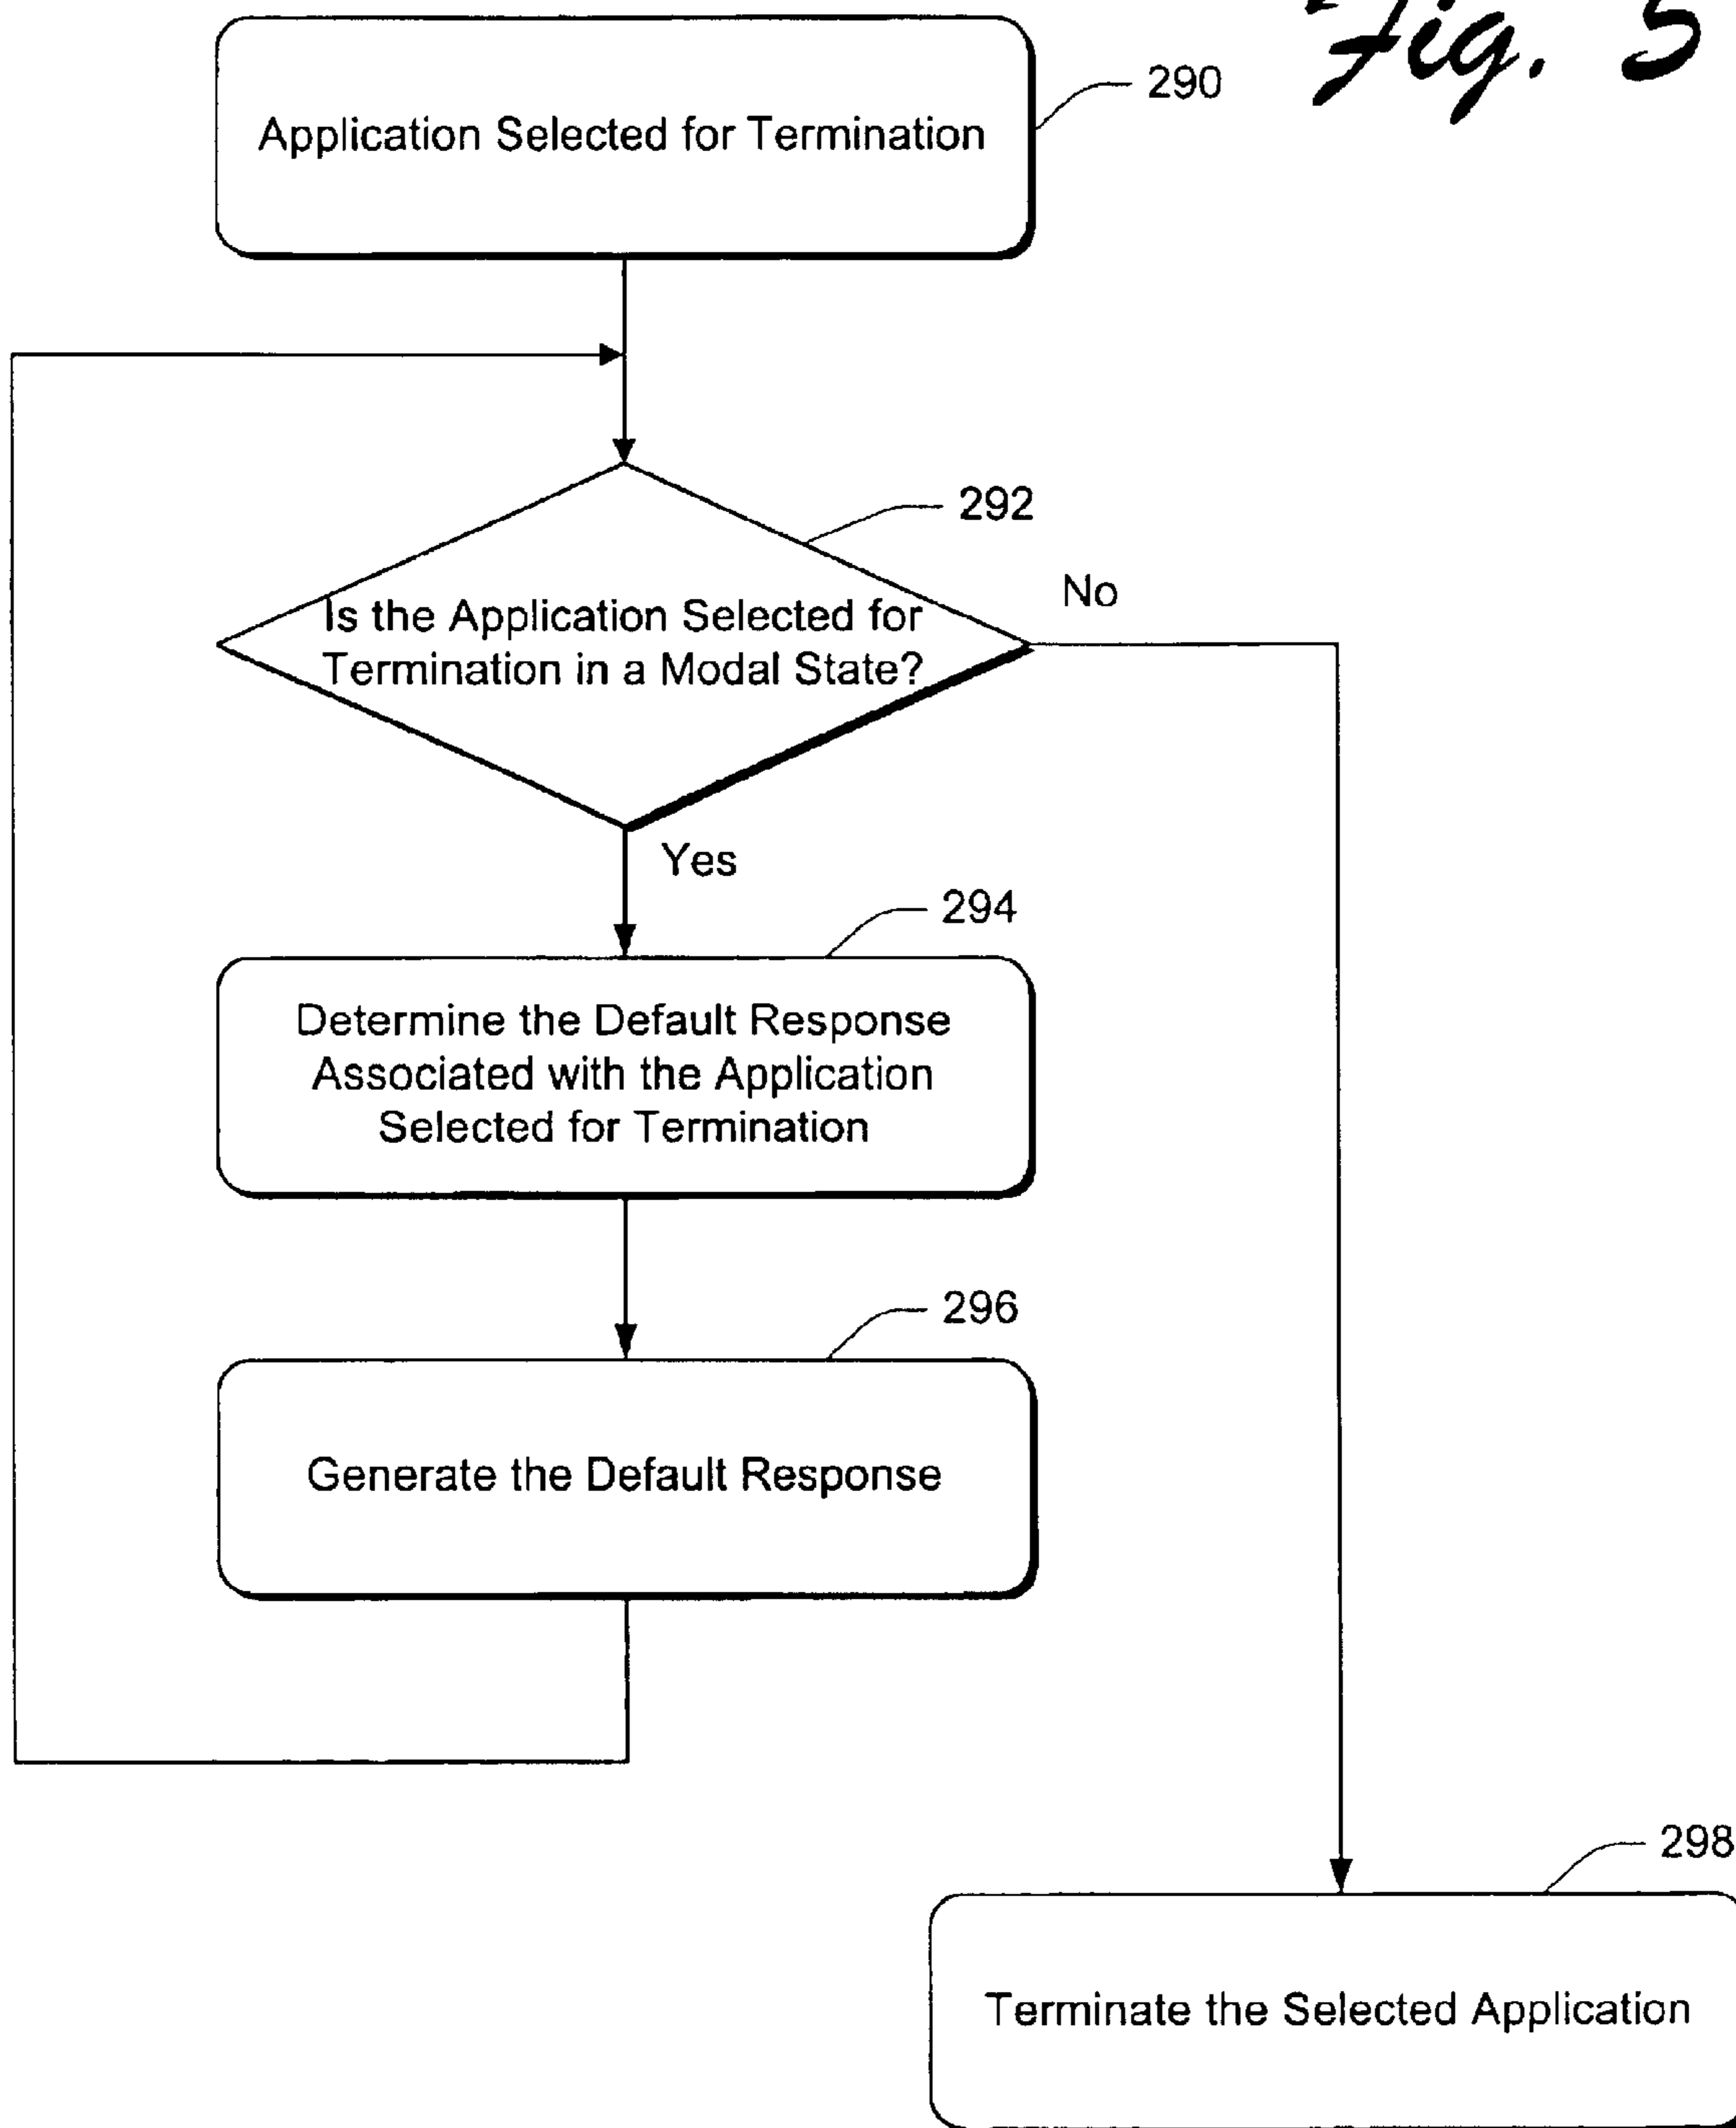 Fig. 5
290
Application Selected for Termination
292
No
Is the Application Selected for
Termination in a Modal State?
Yes
294
Determine the Default Response
Associated with the Application
Selected for Termination
296
Generate the Default Response
298
Terminate the Selected Application